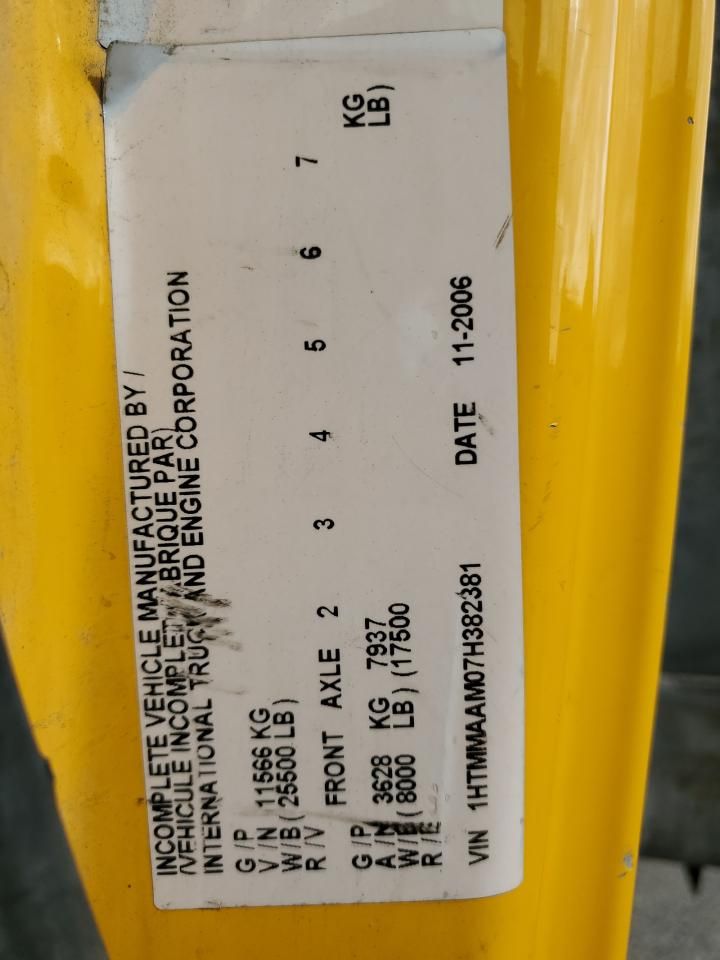 INCOMPLETE VEHICLE MANUFACTURED BY /
/VEHICULE INCOMPLET BRIQUE PAR)
INTERNATIONAL TRUCK AND ENGINE CORPORATION
G /P
V/N 11566 KG
W/B ( 25500 LB )
R /V FRONT AXLE 2 3 4 5 6 7
G /P
A /N 3628 KG 7937 KG
W/B ( 8000 LB ) (17500 LB )
R /
VIN 1HTMMAAM07H382381 DATE 11-2006